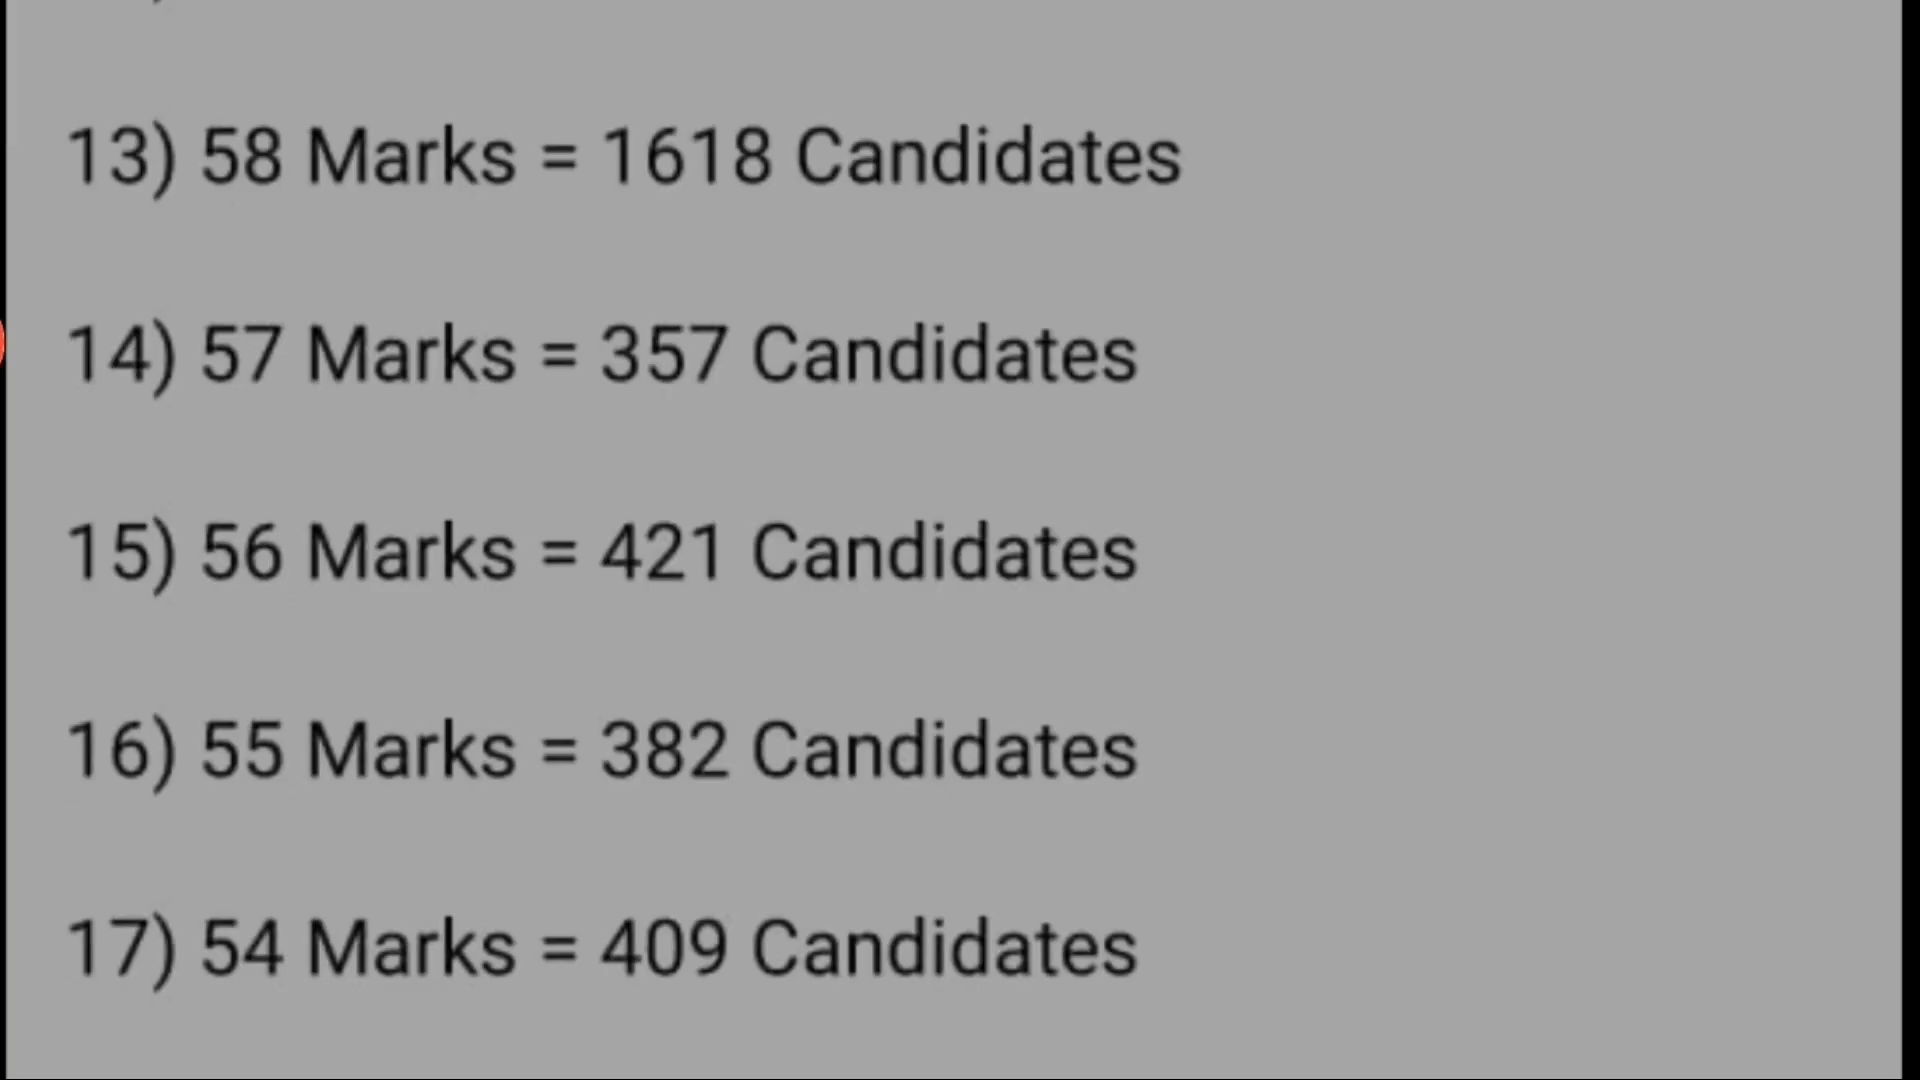 13) 58 Marks = 1618 Candidates
14) 57 Marks = 357 Candidates
15) 56 Marks = 421 Candidates
16) 55 Marks = 382 Candidates
17) 54 Marks = 409 Candidates